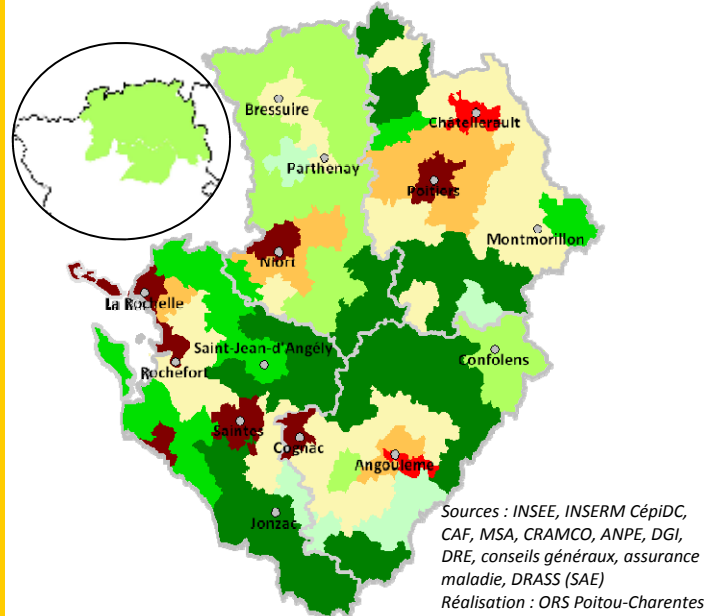 Bressuire
Châtellerault
Parthenay
Poitiers
Montmorillon
Niort
La Rochelle
Saint-Jean-d'Angély
Confolens
Rochefort
Saintes
Cognac
Angoulême
Jonzac
Sources : INSEE, INSERM CépiDC,
CAF, MSA, CRAMCO, ANPE, DGI,
DRE, conseils généraux, assurance
maladie, DRASS (SAE)
Réalisation : ORS Poitou-Charentes